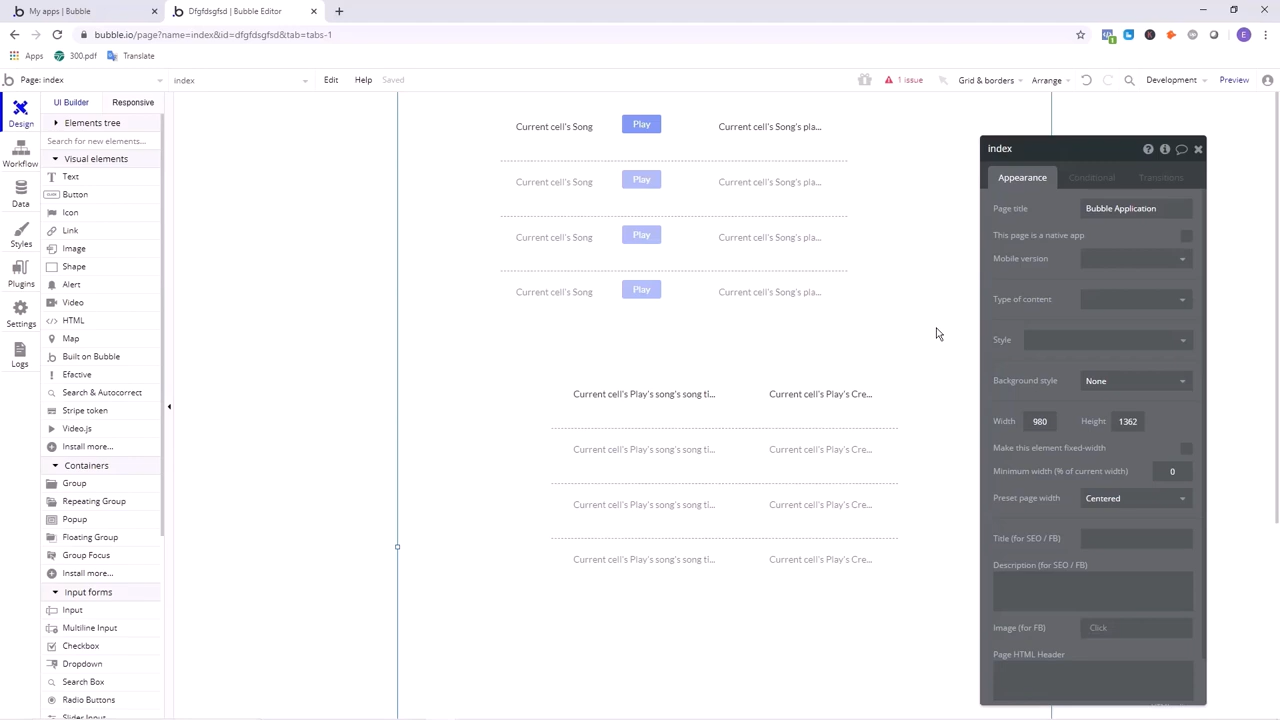 My apps | Bubble
Dfgfdsgfsd | Bubble Editor
bubble.io/page?name=index&id=dfgfdsgfsd&tab=tabs-1
E
Apps
300.pdf
Translate
Page: index
index
Edit
Help
Saved
1 issue
Grid & borders
Arrange
Development
Preview
Design
Workflow
Data
Styles
Plugins
Settings
Logs
UI Builder
Responsive
Elements tree
Search for new elements...
Visual elements
Text
Button
Icon
Link
Image
Shape
Alert
Video
HTML
Map
Built on Bubble
Efactive
Search & Autocorrect
Stripe token
Video.js
Install more...
Containers
Group
Repeating Group
Popup
Floating Group
Group Focus
Install more...
Input forms
Input
Multiline Input
Checkbox
Dropdown
Search Box
Radio Buttons
Slider Input
Current cell's Song Play Current cell's Song's pla...
Current cell's Song Play Current cell's Song's pla...
Current cell's Song Play Current cell's Song's pla...
Current cell's Song Play Current cell's Song's pla...
Current cell's Play's song's song ti... Current cell's Play's Cre...
Current cell's Play's song's song ti... Current cell's Play's Cre...
Current cell's Play's song's song ti... Current cell's Play's Cre...
Current cell's Play's song's song ti... Current cell's Play's Cre...
index
Appearance
Conditional
Transitions
Page title Bubble Application
This page is a native app
Mobile version
Type of content
Style
Background style None
Width 980 Height 1362
Make this element fixed-width
Minimum width (% of current width) 0
Preset page width Centered
Title (for SEO / FB)
Description (for SEO / FB)
Image (for FB) Click
Page HTML Header